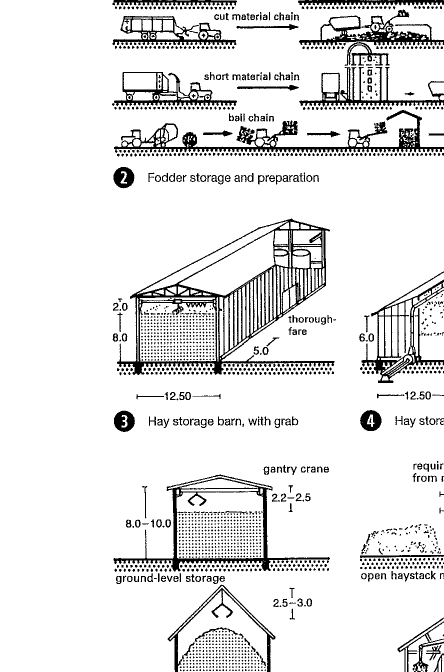 cut material chain
short material chain
ball chain
2 Fodder storage and preparation
2.0
8.0
thorough-
fare
5.0
12.50
3 Hay storage barn, with grab
6.0
12.50
4 Hay
gantry crane
2.2–2.5
8.0–10.0
ground-level storage
2.5–3.0
from
open haystack